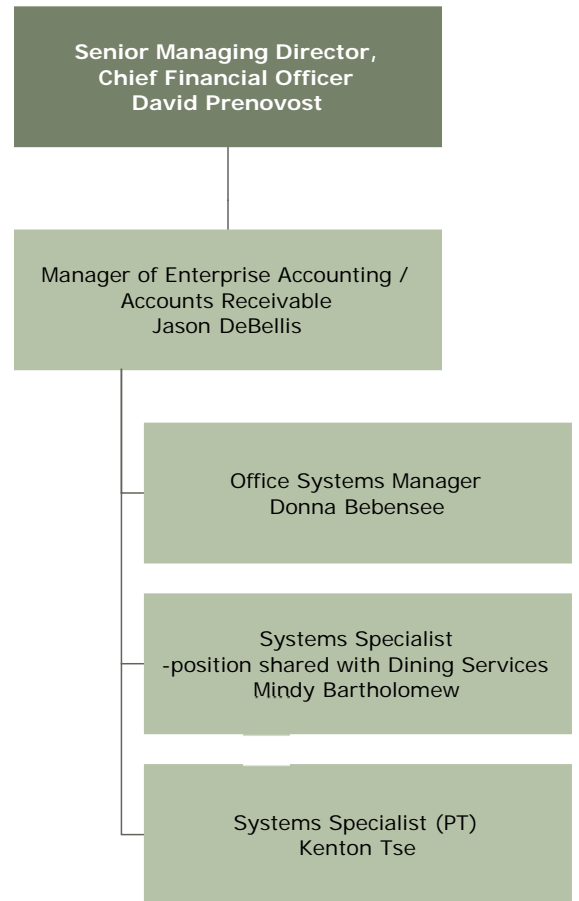 Senior Managing Director,
Chief Financial Officer
David Prenovost
Manager of Enterprise Accounting /
Accounts Receivable
Jason DeBellis
Office Systems Manager
Donna Bebensee
Systems Specialist
-position shared with Dining Services
Mindy Bartholomew
Systems Specialist (PT)
Kenton Tse